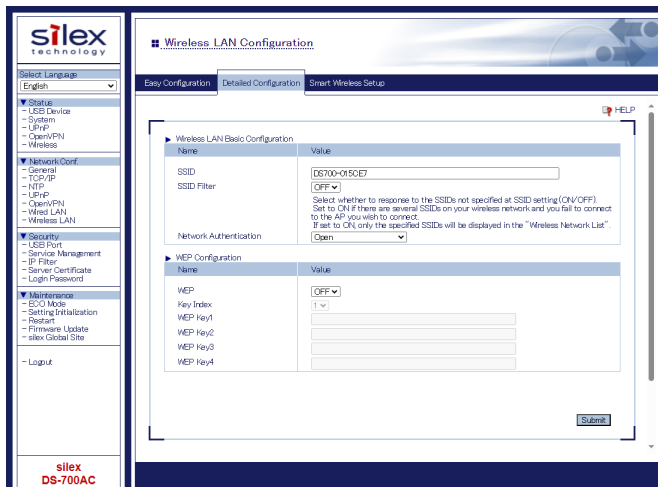 silex
technology
Select Language
English
▼ Status
- USB Device
- System
- UPnP
- OpenVPN
- Wireless
▼ Network Conf.
- General
- TCP/IP
- NTP
- UPnP
- OpenVPN
- Wired LAN
- Wireless LAN
▼ Security
- USB Port
- Service Management
- IP Filter
- Server Certificate
- Login Password
▼ Maintenance
- ECO Mode
- Setting Initialization
- Restart
- Firmware Update
- silex Global Site
- Logout
silex
DS-700AC
Wireless LAN Configuration
Easy Configuration Detailed Configuration Smart Wireless Setup
HELP
Wireless LAN Basic Configuration
Name Value
SSID DS700-015CE7
SSID Filter OFF
Select whether to response to the SSIDs not specified at SSID setting (ON/OFF).
Set to ON if there are several SSIDs on your wireless network and you fail to connect
to the AP you wish to connect.
If set to ON, only the specified SSIDs will be displayed in the "Wireless Network List".
Network Authentication Open
WEP Configuration
Name Value
WEP OFF
Key Index 1
WEP Key1
WEP Key2
WEP Key3
WEP Key4
Submit